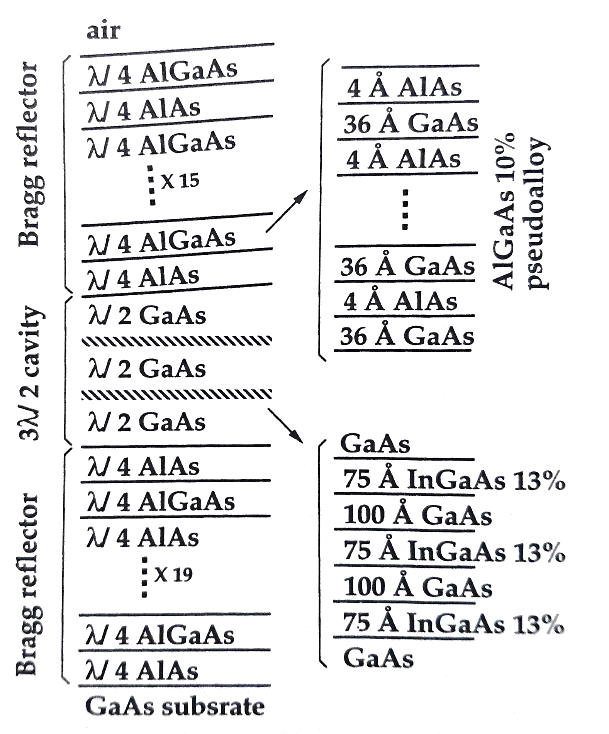 air
Bragg reflector
λ/ 4 AlGaAs
λ/ 4 AlAs
λ/ 4 AlGaAs
X 15
λ/ 4 AlGaAs
λ/ 4 AlAs
3λ/ 2 cavity
λ/ 2 GaAs
λ/ 2 GaAs
λ/ 2 GaAs
Bragg reflector
λ/ 4 AlAs
λ/ 4 AlGaAs
λ/ 4 AlAs
X 19
λ/ 4 AlGaAs
λ/ 4 AlAs
GaAs subsrate
4 Å AlAs
36 Å GaAs
4 Å AlAs
36 Å GaAs
4 Å AlAs
36 Å GaAs
AlGaAs 10%
pseudoalloy
GaAs
75 Å InGaAs 13%
100 Å GaAs
75 Å InGaAs 13%
100 Å GaAs
75 Å InGaAs 13%
GaAs